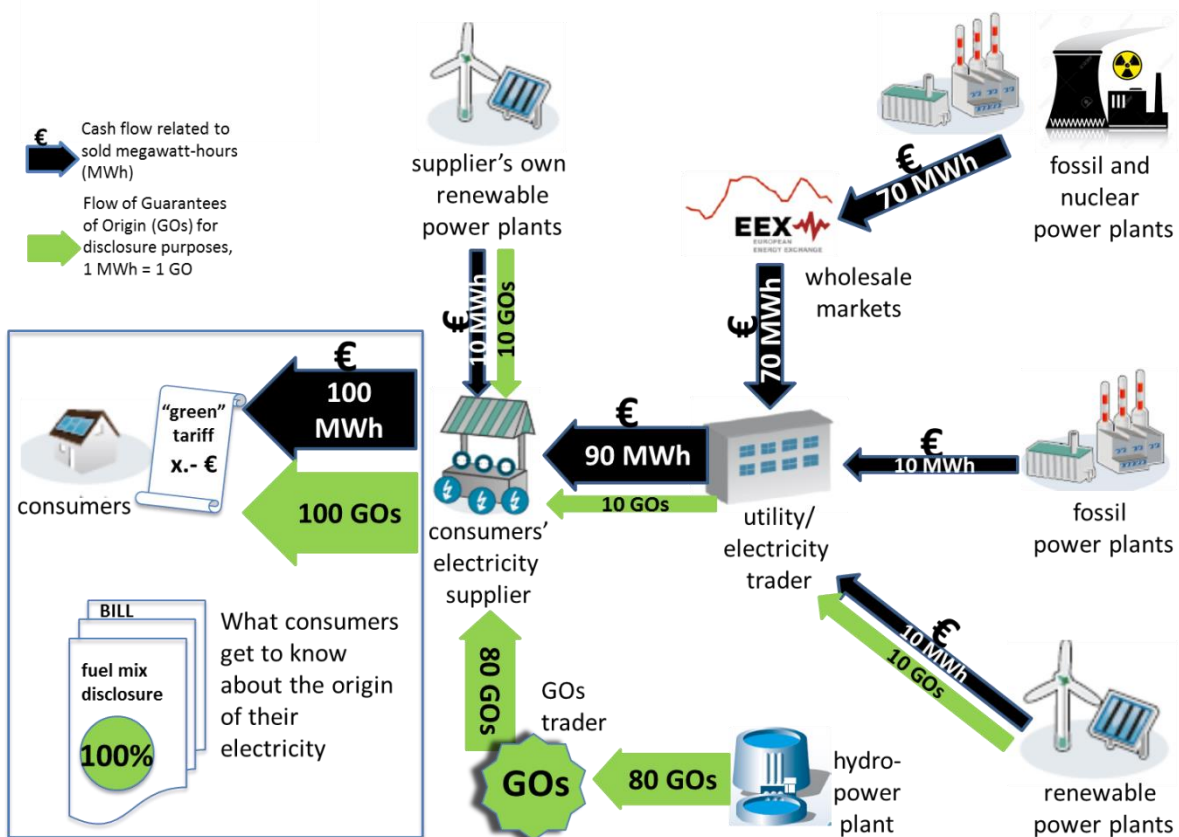 €
Cash flow related to
sold megawatt-hours
(MWh)
Flow of Guarantees
of Origin (GOs) for
disclosure purposes,
1 MWh = 1 GO
supplier's own
renewable
power plants
€
70 MWh
fossil and
nuclear
power plants
EEX
EUROPEAN
ENERGY EXCHANGE
wholesale
markets
€
10 MWh
10 GOs
€
70 MWh
€
100
MWh
"green"
tariff
x.- €
consumers
100 GOs
€
90 MWh
10 GOs
consumers'
electricity
supplier
utility/
electricity
trader
€
10 MWh
fossil
power plants
€
10 MWh
10 GOs
renewable
power plants
BILL
fuel mix
disclosure
100%
What consumers
get to know
about the origin
of their
electricity
80 GOs
GOs
trader
GOs
80 GOs
hydro-
power
plant